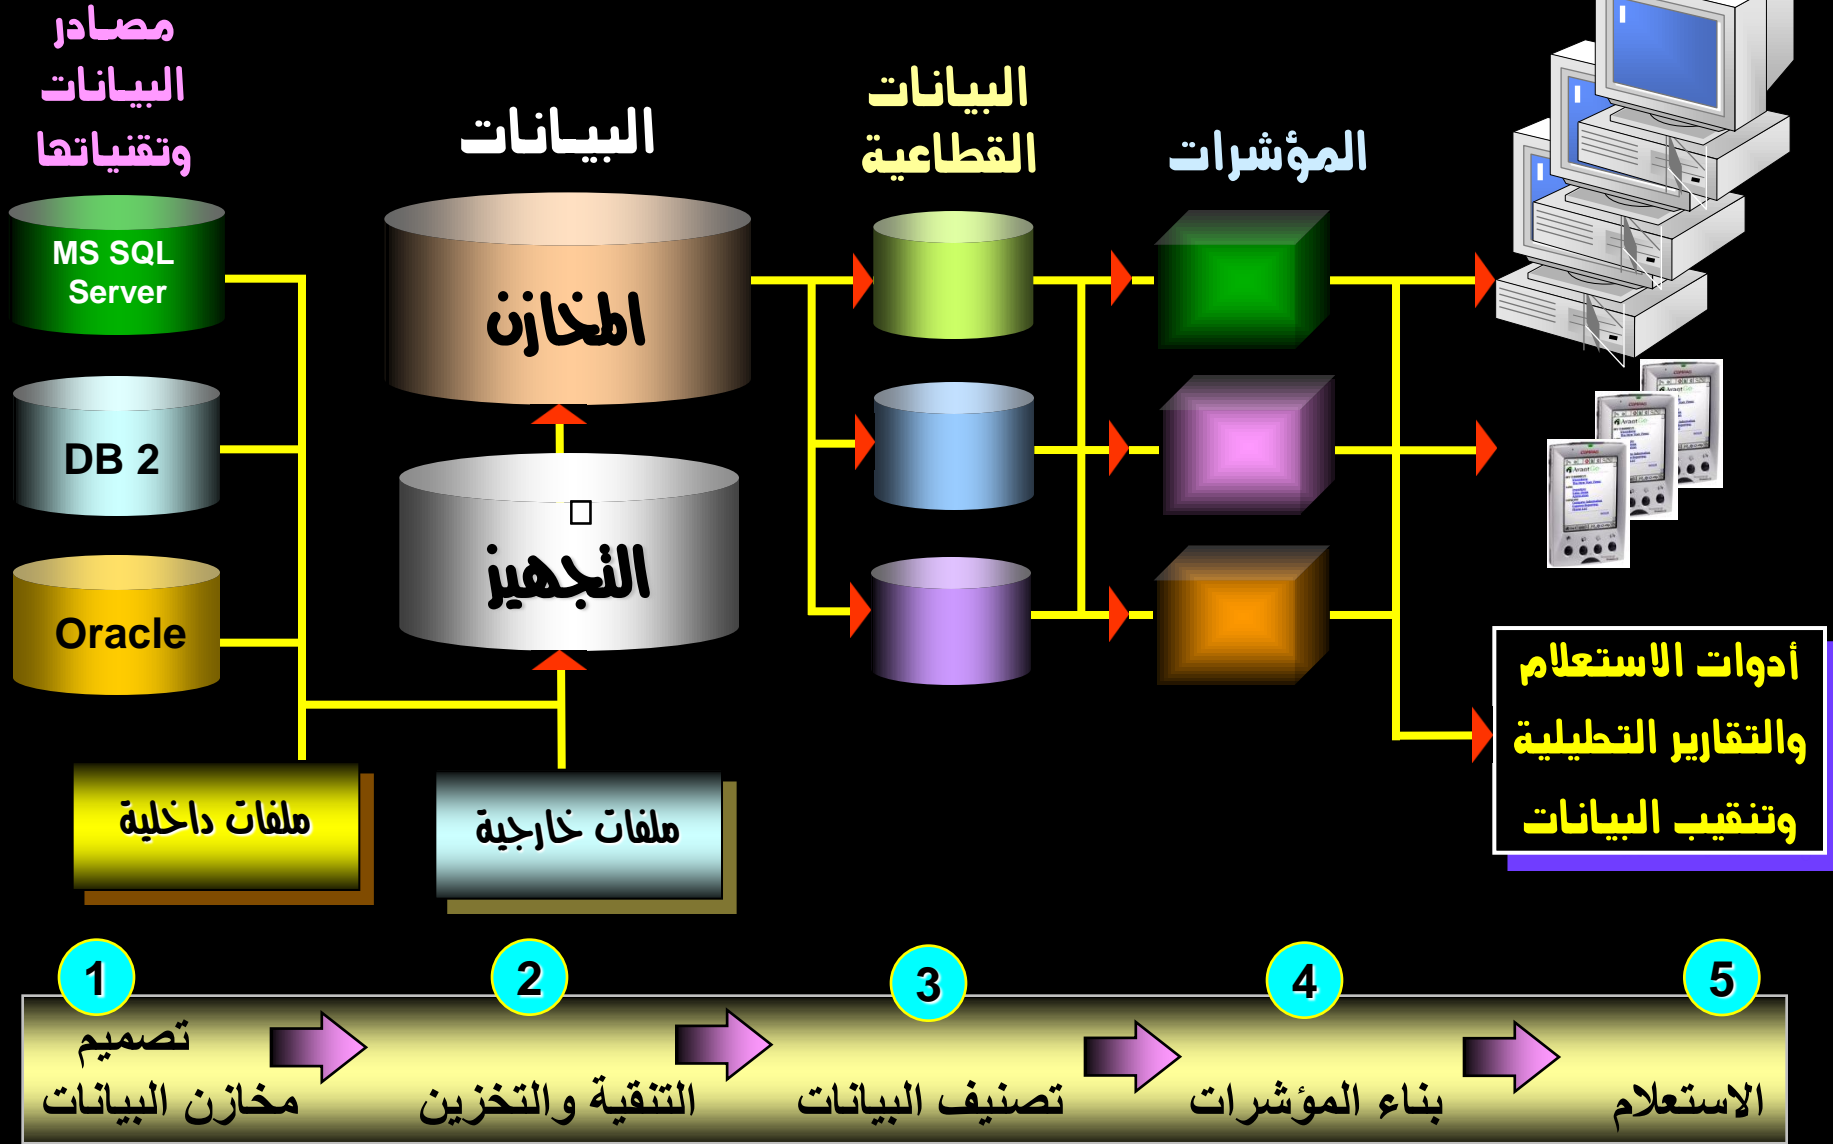 مصادر
البيانات
وتقنياتها
MS SQL
Server
DB 2
Oracle
ملفات داخلية
البيانات
المخازن
التجهيز
ملفات خارجية
البيانات
القطاعية
المؤشرات
أدوات الاستعلام
والتقارير التحليلية
وتنقيب البيانات
1
تصميم
مخازن البيانات
2
التنقية والتخزين
3
تصنيف البيانات
4
بناء المؤشرات
5
الاستعلام